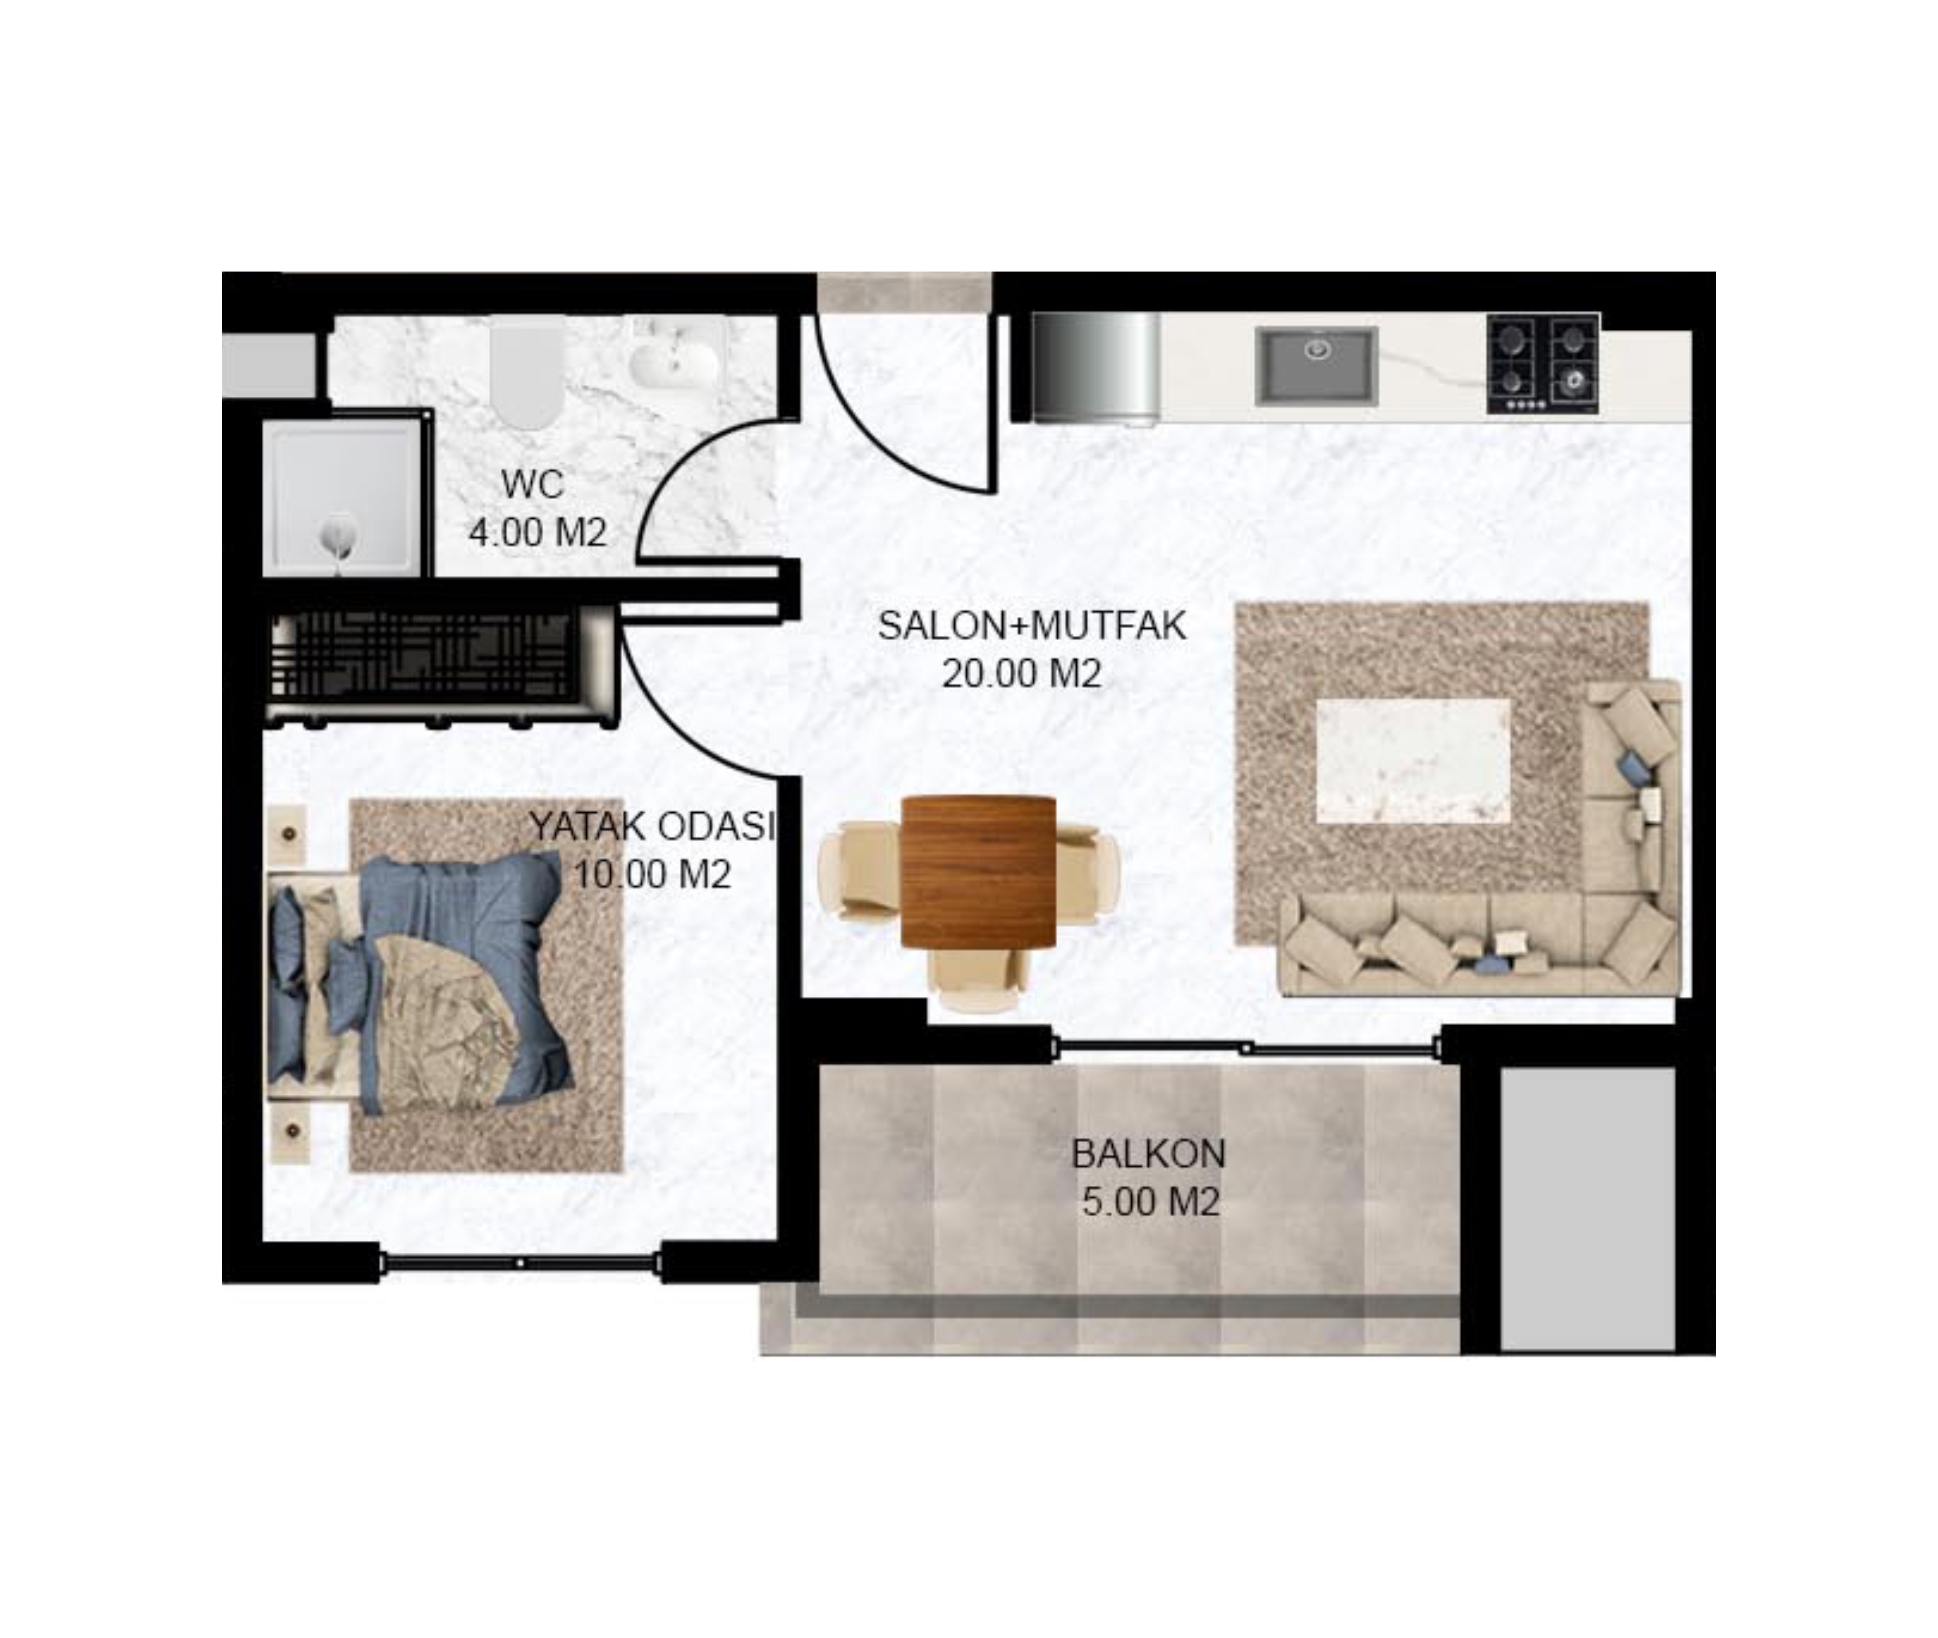 WC
4.00 M2
SALON+MUTFAK
20.00 M2
YATAK ODASI
10.00 M2
BALKON
5.00 M2